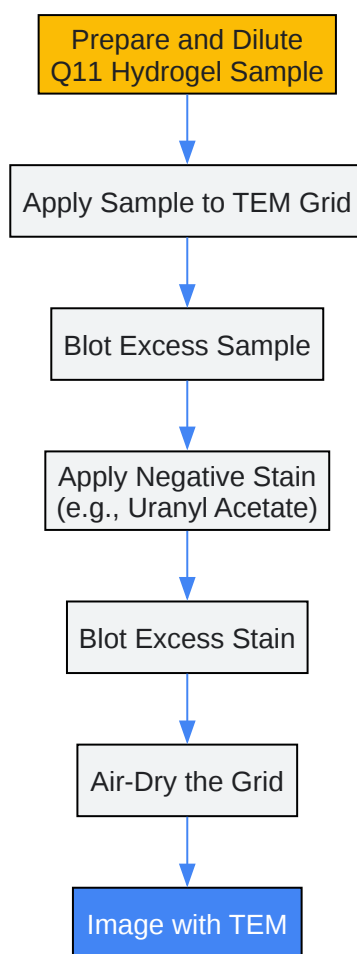 Prepare and Dilute
Q11 Hydrogel Sample
Apply Sample to TEM Grid
Blot Excess Sample
Apply Negative Stain
(e.g., Uranyl Acetate)
Blot Excess Stain
Air-Dry the Grid
Image with TEM